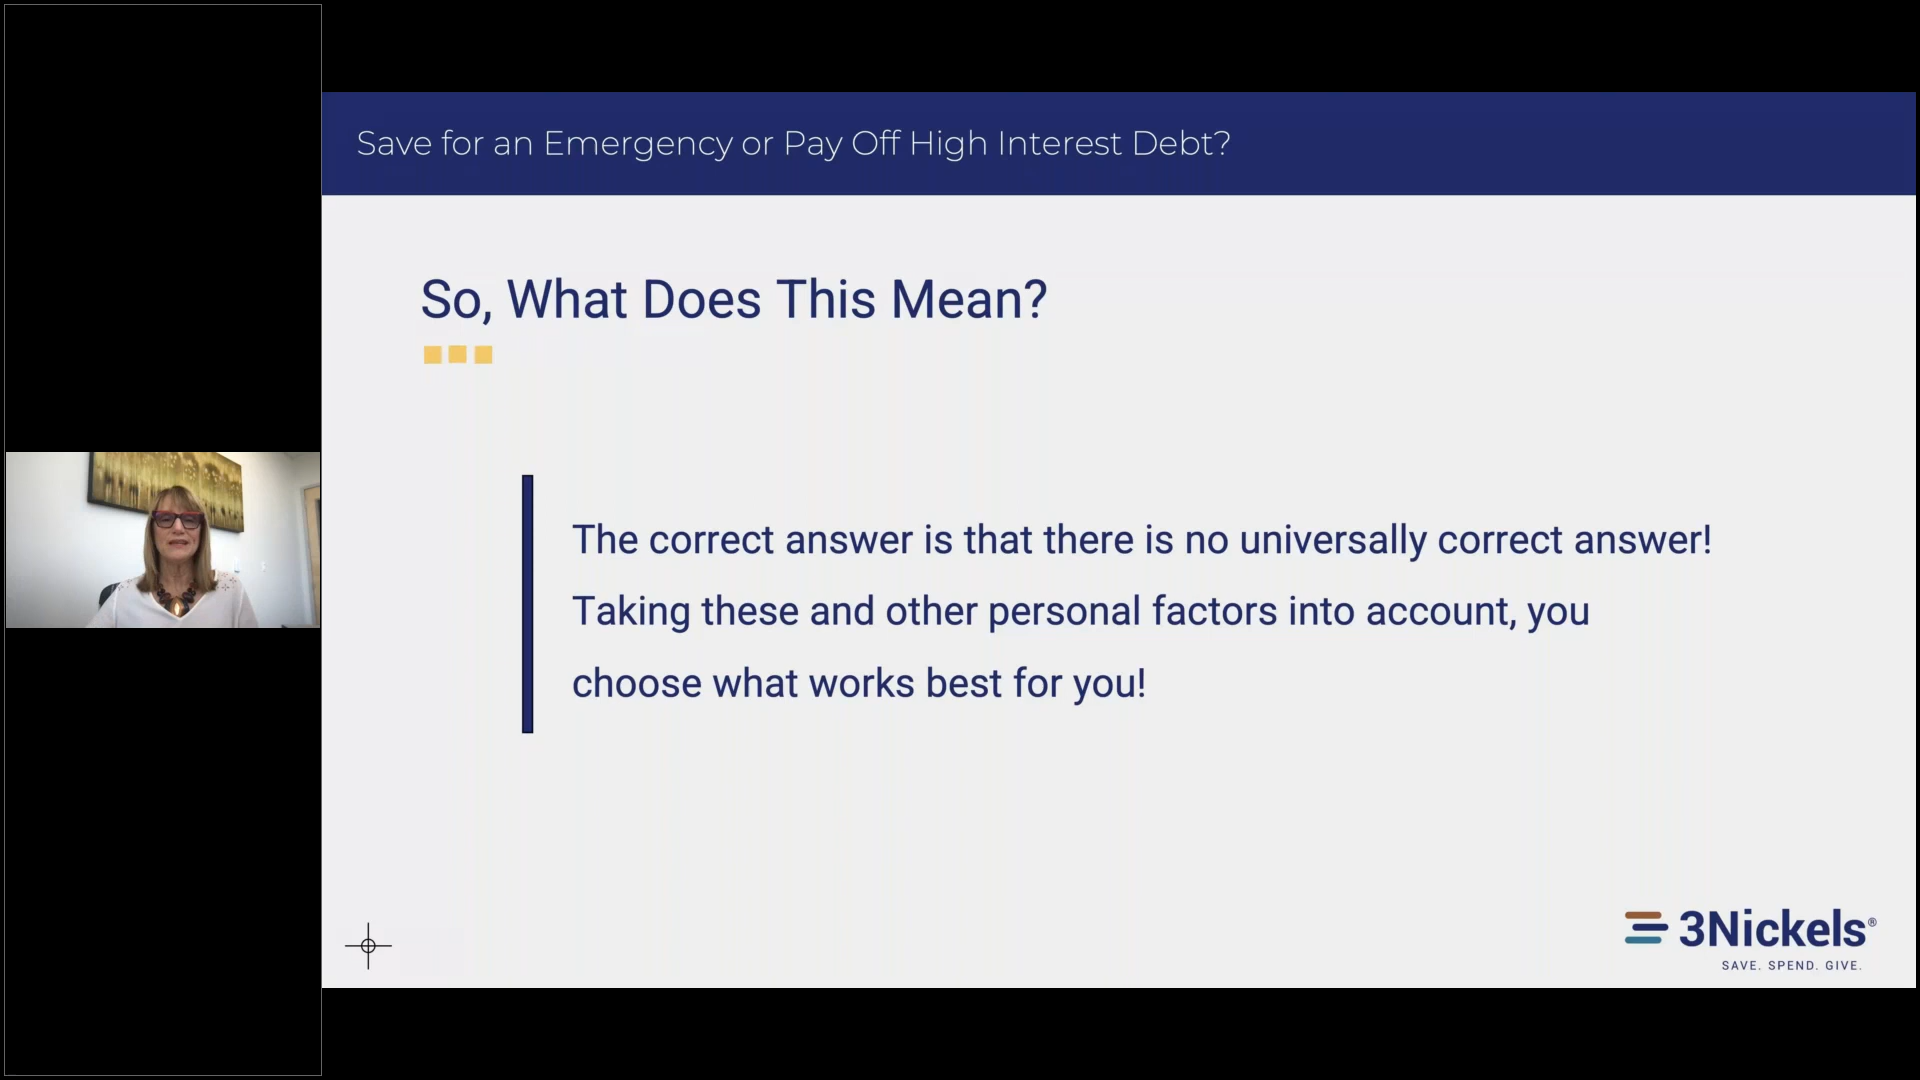 Save for an Emergency or Pay Off High Interest Debt?
So, What Does This Mean?
The correct answer is that there is no universally correct answer!
Taking these and other personal factors into account, you
choose what works best for you!
3Nickels®
SAVE. SPEND. GIVE.